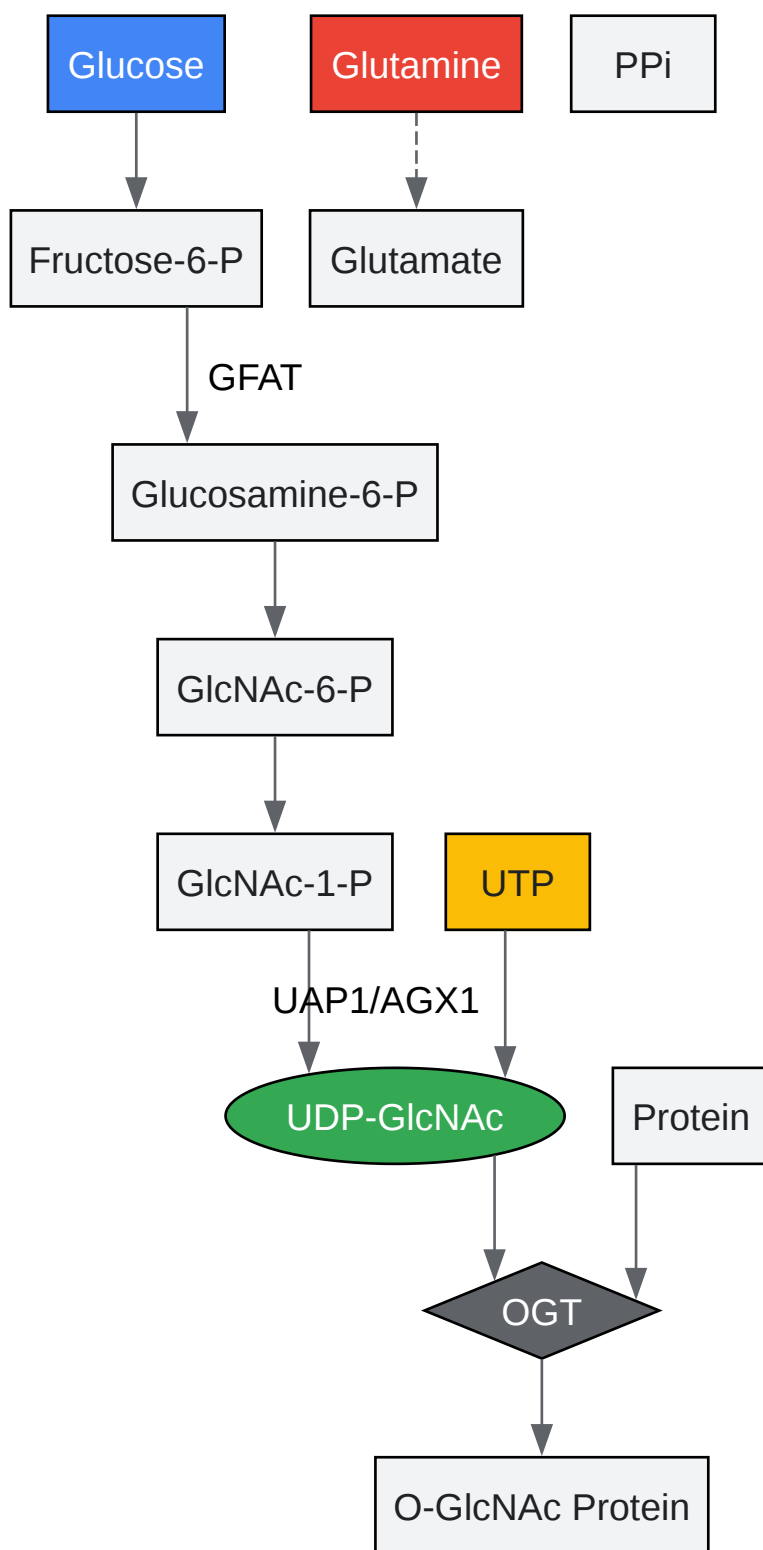 Glucose
Glutamine
PPi
Fructose-6-P
Glutamate
GFAT
Glucosamine-6-P
GlcNAc-6-P
GlcNAc-1-P
UTP
UAP1/AGX1
UDP-GlcNAc
Protein
OGT
O-GlcNAc Protein